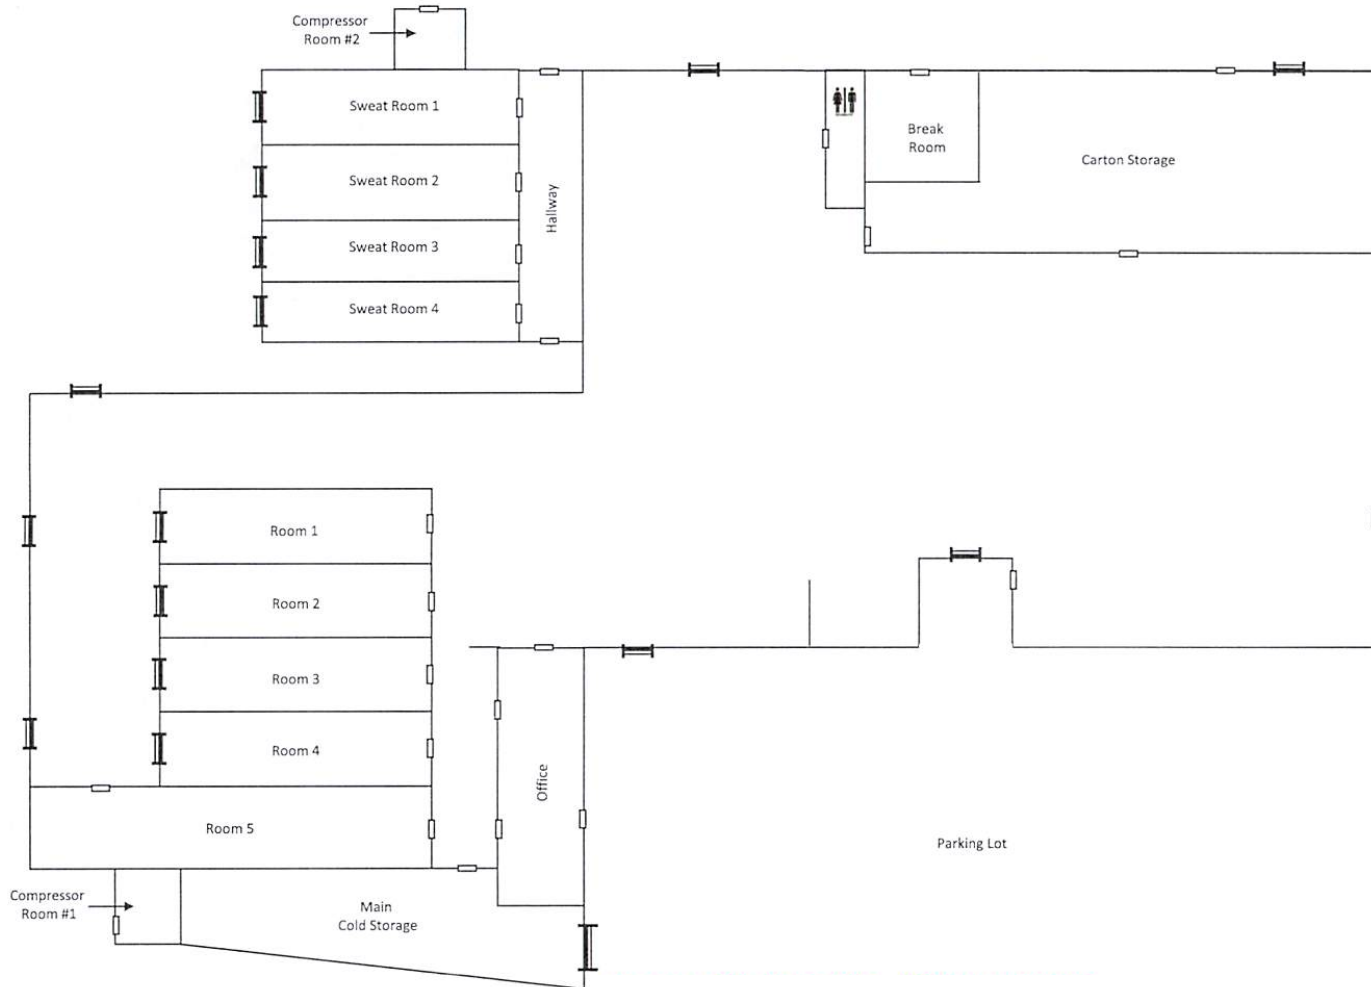 Compressor
Room #2
Sweat Room 1
Sweat Room 2
Sweat Room 3
Sweat Room 4
Hallway
Break
Room
Carton Storage
Room 1
Room 2
Room 3
Room 4
Room 5
Office
Parking Lot
Compressor
Room #1
Main
Cold Storage